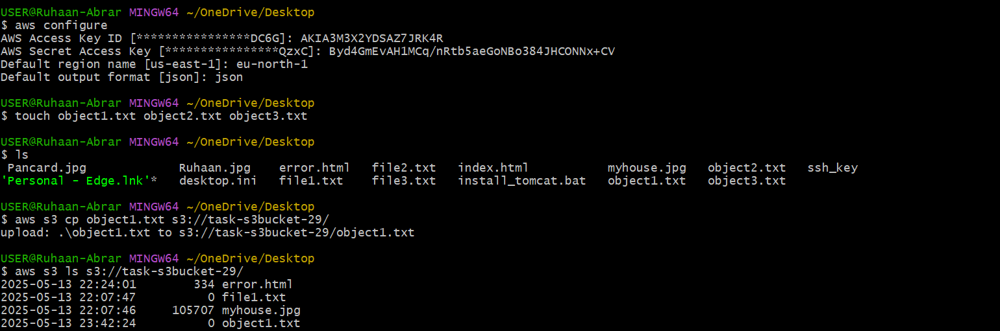 USER@Ruhaan-Abrar MINGW64 ~/OneDrive/Desktop
$ aws configure
AWS Access Key ID [****************DC6G]: AKIA3M3X2YDSAZ7JRK4R
AWS Secret Access Key [****************QzxC]: 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
Default region name [us-east-1]: eu-north-1
Default output format [json]: json
USER@Ruhaan-Abrar MINGW64 ~/OneDrive/Desktop
$ touch object1.txt object2.txt object3.txt
USER@Ruhaan-Abrar MINGW64 ~/OneDrive/Desktop
$ ls
Pancard.jpg Ruhaan.jpg error.html file2.txt index.html myhouse.jpg object2.txt ssh_key
'Personal - Edge.lnk'* desktop.ini file1.txt file3.txt install_tomcat.bat object1.txt object3.txt
USER@Ruhaan-Abrar MINGW64 ~/OneDrive/Desktop
$ aws s3 cp object1.txt s3://task-s3bucket-29/
upload: .\object1.txt to s3://task-s3bucket-29/object1.txt
USER@Ruhaan-Abrar MINGW64 ~/OneDrive/Desktop
$ aws s3 ls s3://task-s3bucket-29/
2025-05-13 22:24:01 334 error.html
2025-05-13 22:07:47 0 file1.txt
2025-05-13 22:07:46 105707 myhouse.jpg
2025-05-13 23:42:24 0 object1.txt